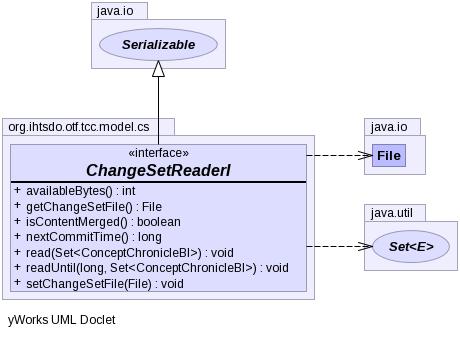 java.io
Serializable
org.ihtsdo.otf.tcc.model.cs
«interface»
ChangeSetReaderI
+ availableBytes() : int
+ getChangeSetFile() : File
+ isContentMerged() : boolean
+ nextCommitTime() : long
+ read(Set<ConceptChronicleBI>) : void
+ readUntil(long, Set<ConceptChronicleBI>) : void
+ setChangeSetFile(File) : void
java.io
File
java.util
Set<E>
yWorks UML Doclet